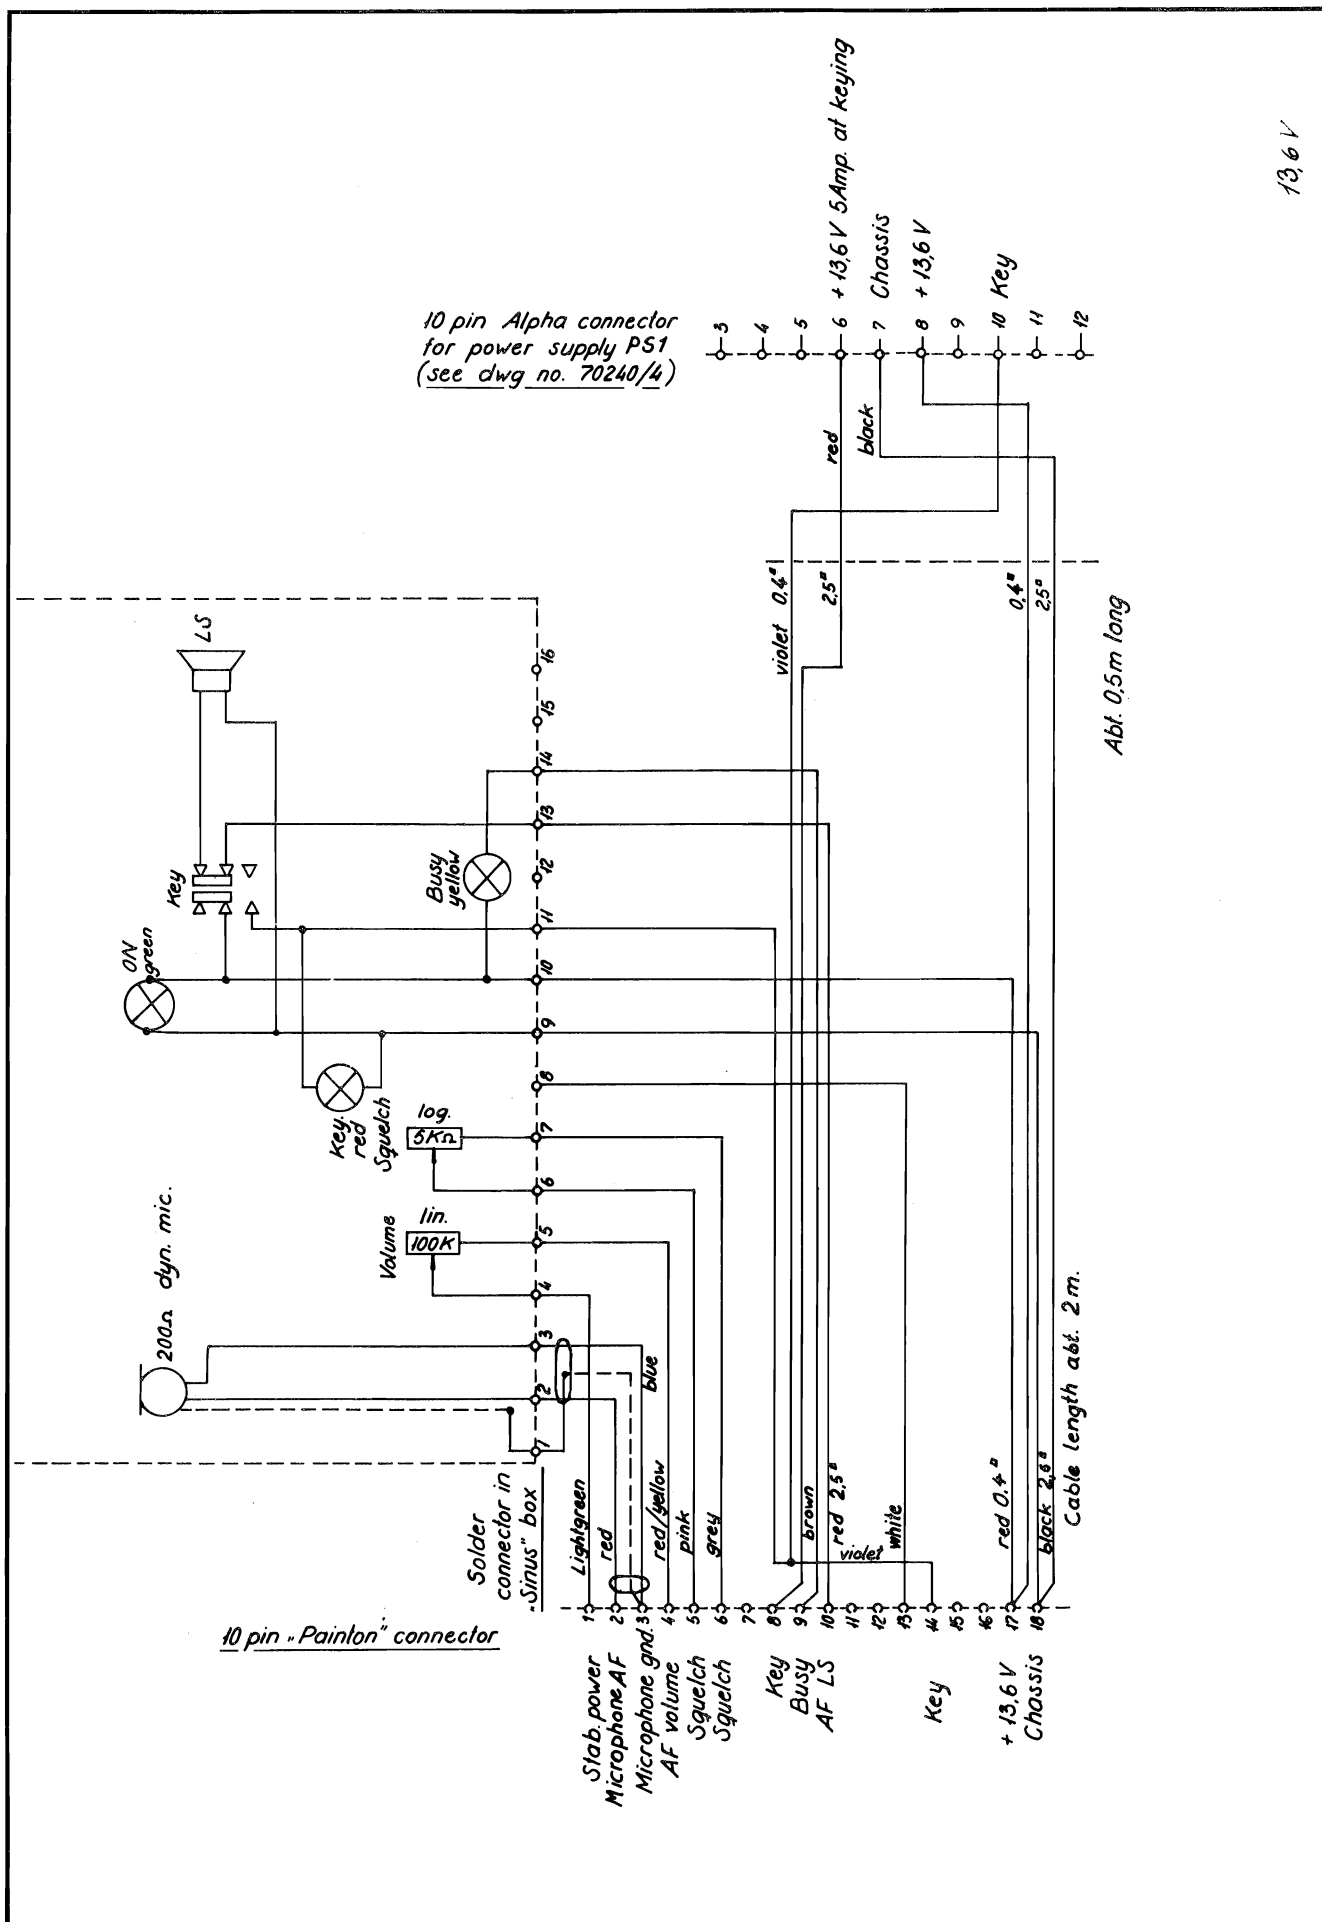 10 pin Alpha connector
for power supply PS1
(see dwg no. 70240/4)
3
4
5
6 + 13,6 V 5Amp. at keying
7 Chassis
8 + 13,6 V
9
10 Key
11
12
13,6 V
red
black
violet 0,4"
2,5"
0,4"
2,5"
Abt. 0,5m long
LS
Key
ON
green
Busy
yellow
Key.
red
Squelch
log.
5KΩ
Volume
lin.
100K
200Ω dyn. mic.
1
2
3
4
5
6
7
8
9
10
11
12
13
14
15
16
Solder
connector in
„Sinus" box
10 pin „Painton" connector
Lightgreen
red
blue
red/yellow
pink
grey
brown
red 2,5"
violet
white
red 0,4"
black 2,5"
Cable length abt. 2m.
1
2
3
4
5
6
7
8
9
10
11
12
13
14
15
16
17
18
Stab. power
Microphone AF
Microphone gnd.
AF volume
Squelch
Squelch
Key
Busy
AF LS
Key
+ 13,6 V
Chassis